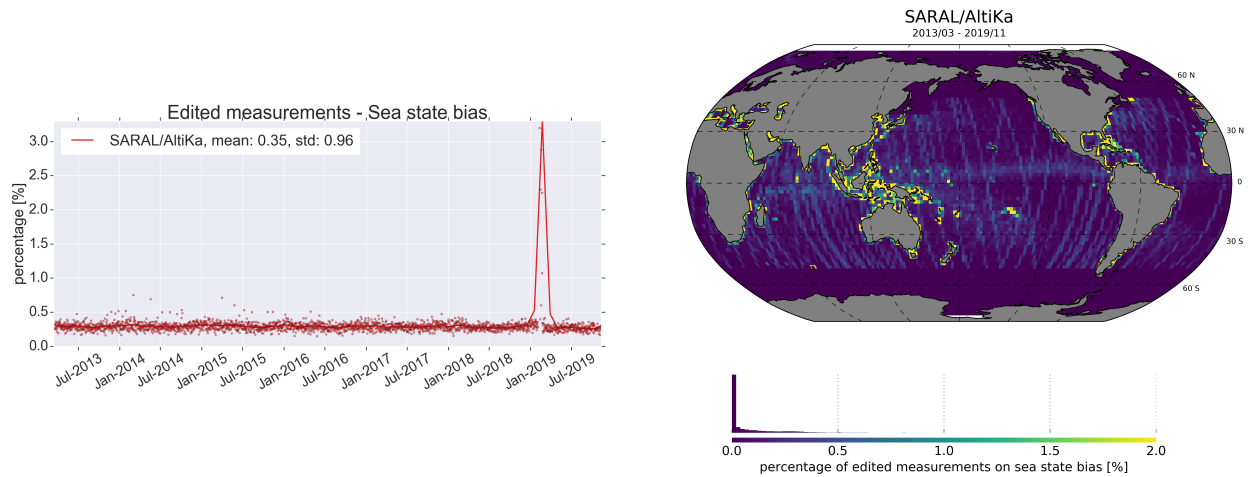 Edited measurements - Sea state bias
SARAL/AltiKa, mean: 0.35, std: 0.96
percentage [%]
3.0
2.5
2.0
1.5
1.0
0.5
0.0
Jul-2013
Jan-2014
Jul-2014
Jan-2015
Jul-2015
Jan-2016
Jul-2016
Jan-2017
Jul-2017
Jan-2018
Jul-2018
Jan-2019
Jul-2019
SARAL/AltiKa
2013/03 - 2019/11
60 N
30 N
0
30 S
60 S
0.0 0.5 1.0 1.5 2.0
percentage of edited measurements on sea state bias [%]